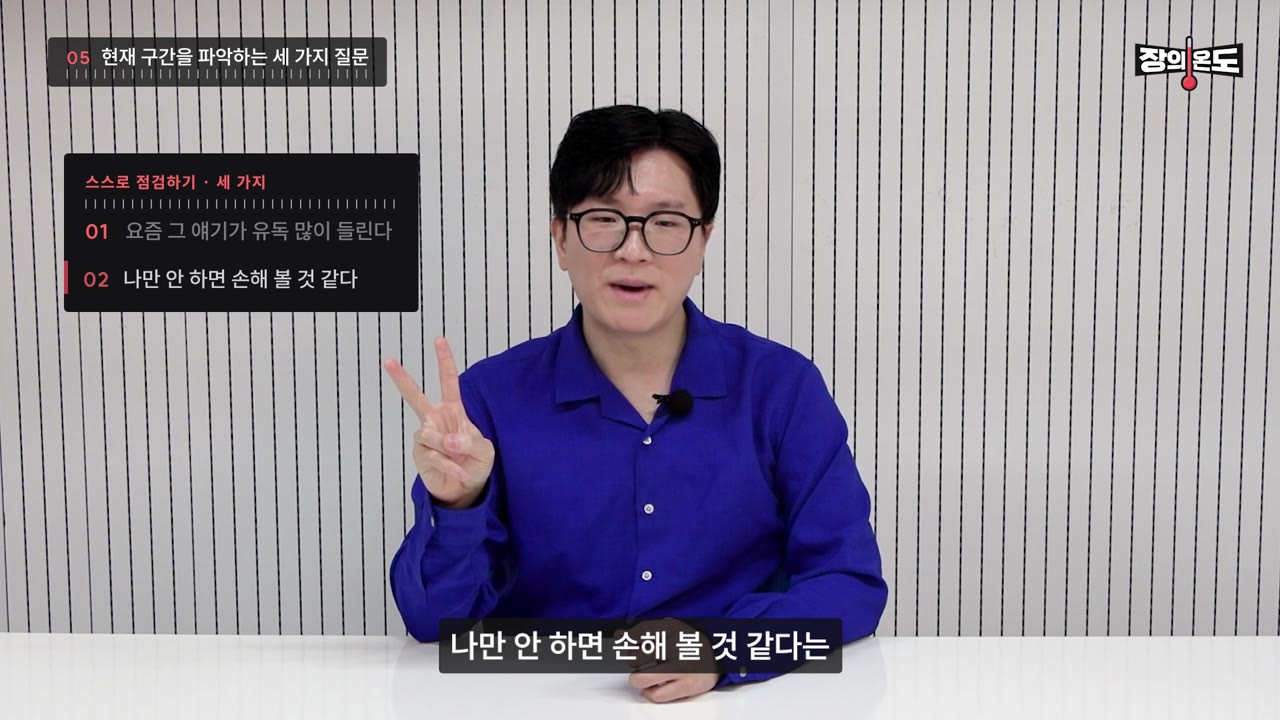 05 현재 구간을 파악하는 세 가지 질문
장의온도
스스로 점검하기 · 세 가지
01 요즘 그 얘기가 유독 많이 들린다
02 나만 안 하면 손해 볼 것 같다
나만 안 하면 손해 볼 것 같다는